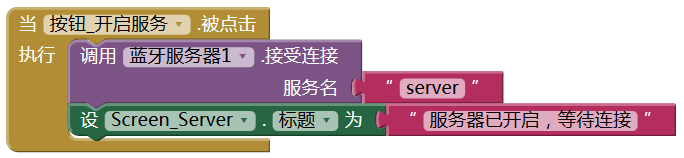 当 按钮_开启服务 .被点击
执行 调用 蓝牙服务器1 .接受连接
服务名 “ server ”
设 Screen_Server . 标题 为 “ 服务器已开启，等待连接 ”